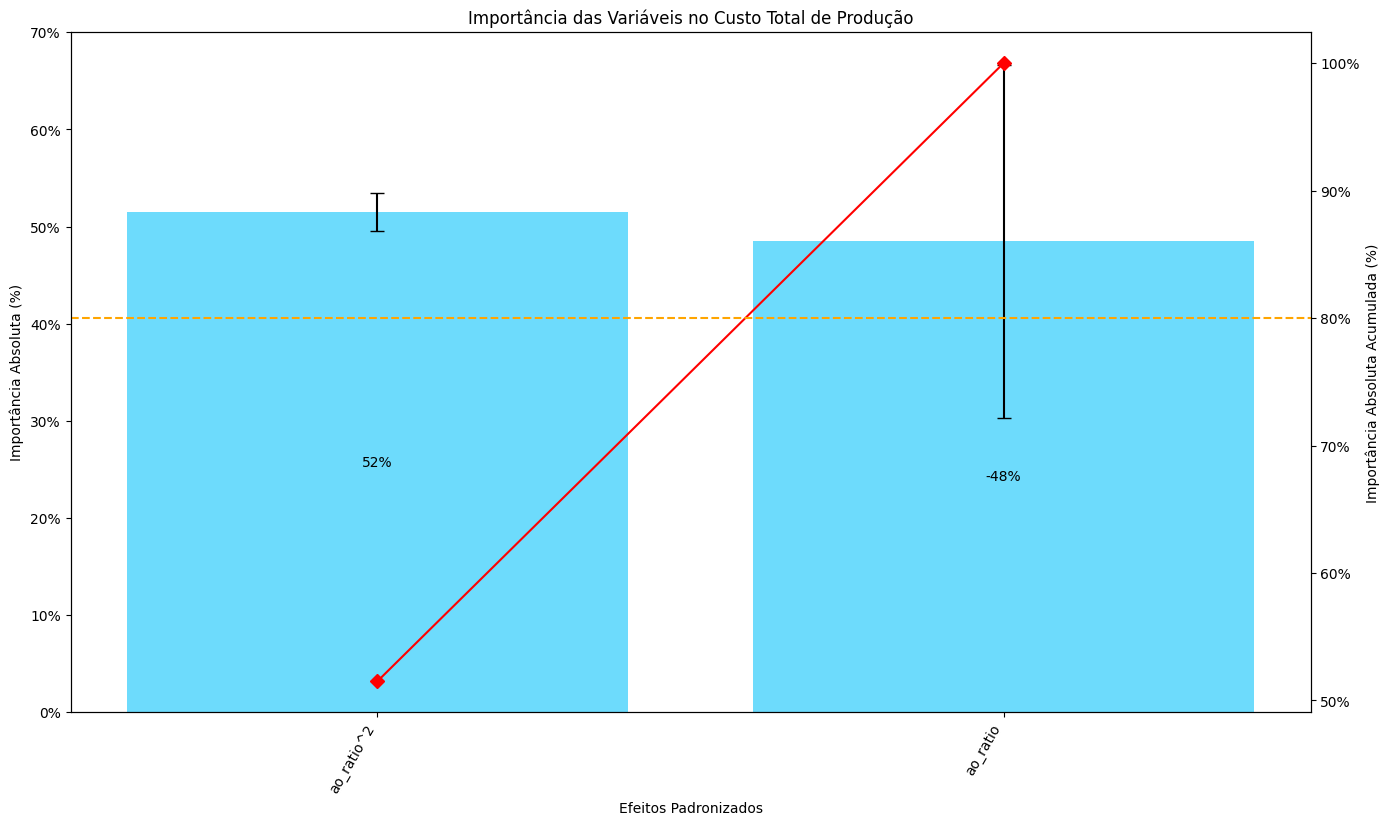 Importância das Variáveis no Custo Total de Produção
70%
60%
50%
40%
30%
20%
10%
0%
Importância Absoluta (%)
100%
90%
80%
70%
60%
50%
Importância Absoluta Acumulada (%)
52%
-48%
ao_ratio^2
ao_ratio
Efeitos Padronizados